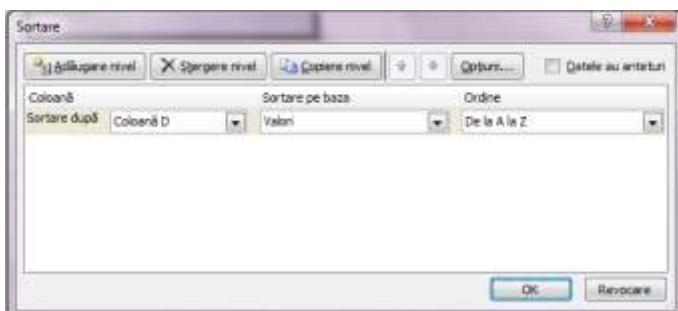 Sortare
Adăugare nivel Ștergere nivel Copiere nivel Opțiuni... Datele au anteturi
Coloană Sortare pe baza Ordine
Sortare după Coloană D Valori De la A la Z
OK Revocare